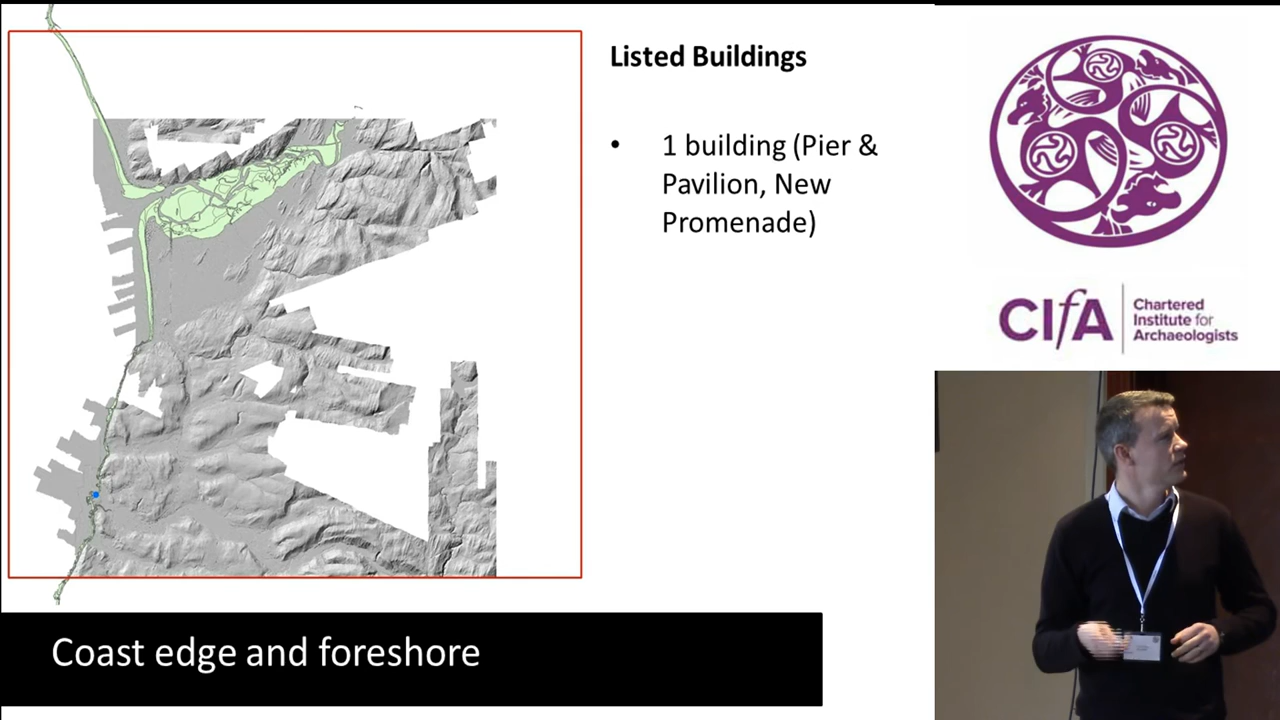 Listed Buildings
• 1 building (Pier &
Pavilion, New
Promenade)
Coast edge and foreshore
CIfA
Chartered
Institute for
Archaeologists